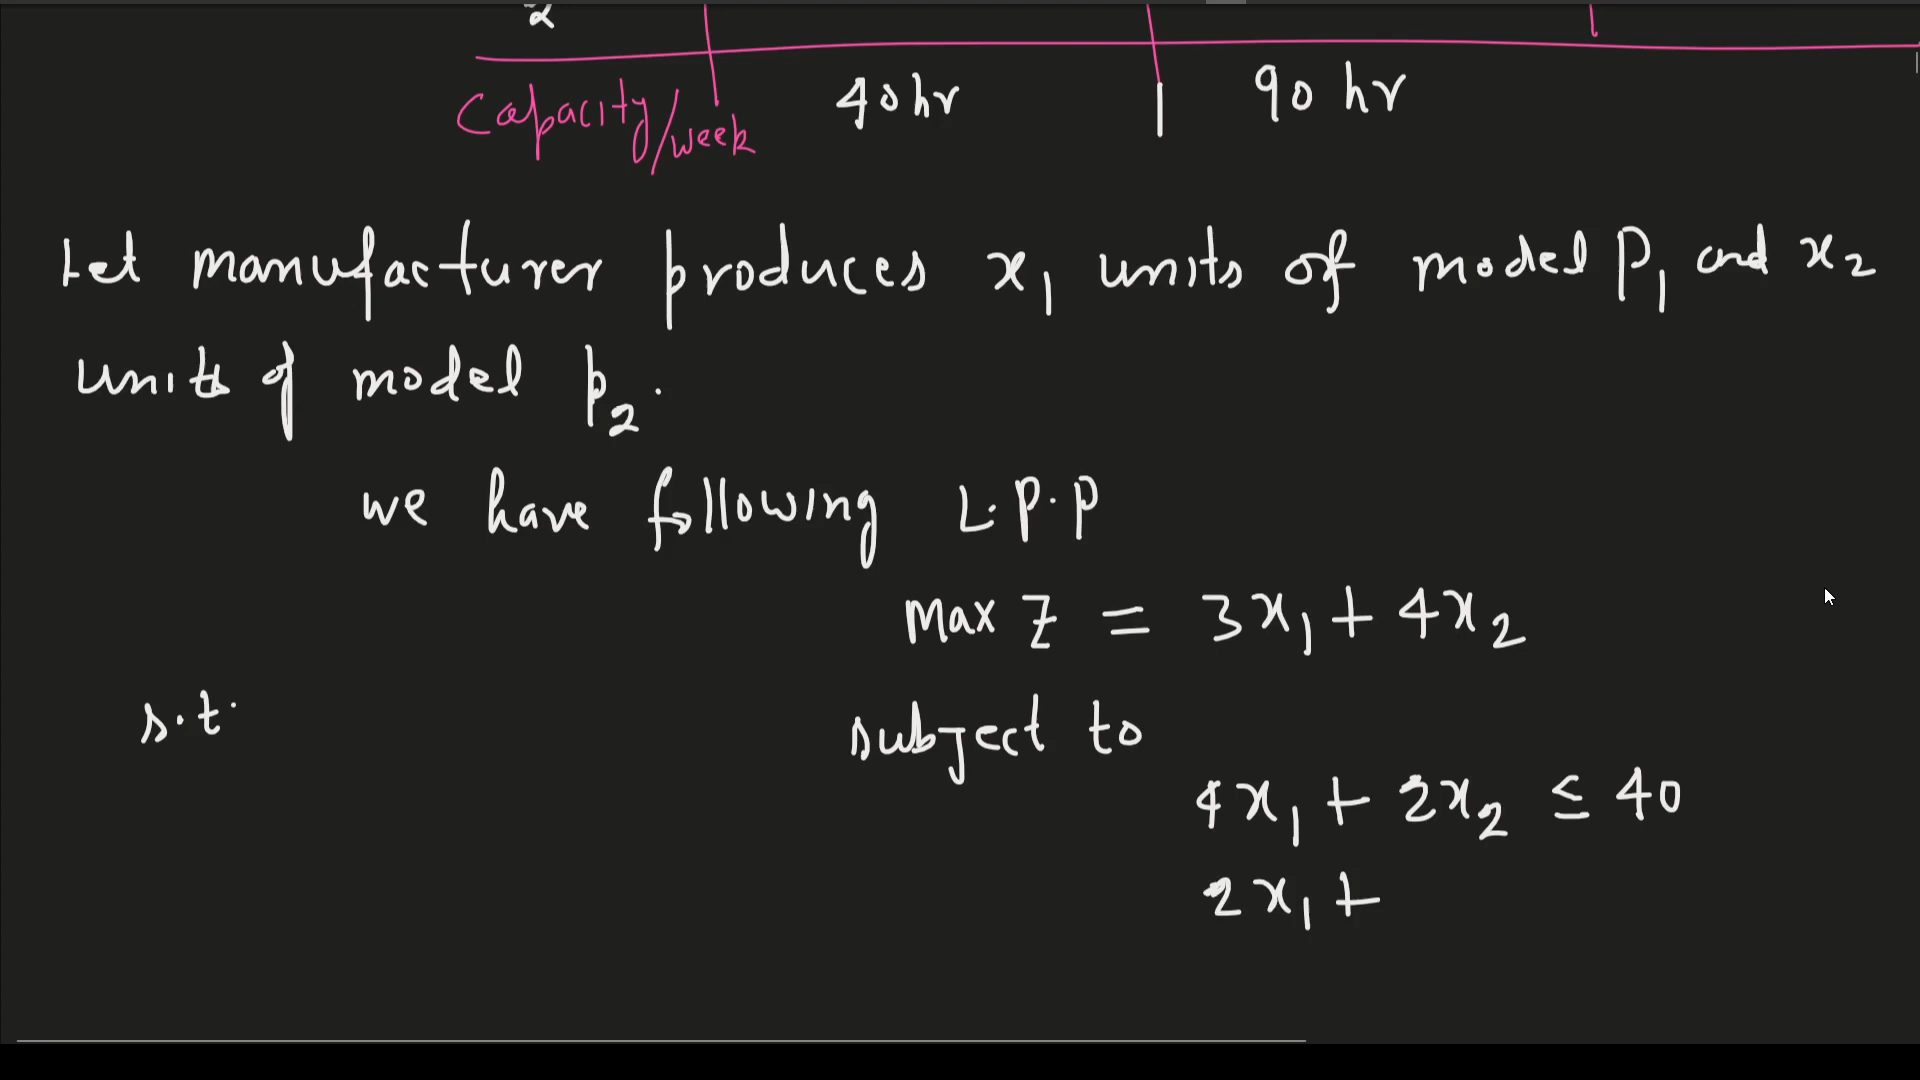 2
Capacity/week 40hr 90 hr
Let manufacturer produces x₁ units of model P₁ and x₂
units of model p₂.
we have following L.P.P
Max Z = 3x₁ + 4x₂
s.t. subject to
4x₁ + 2x₂ ≤ 40
2x₁ +